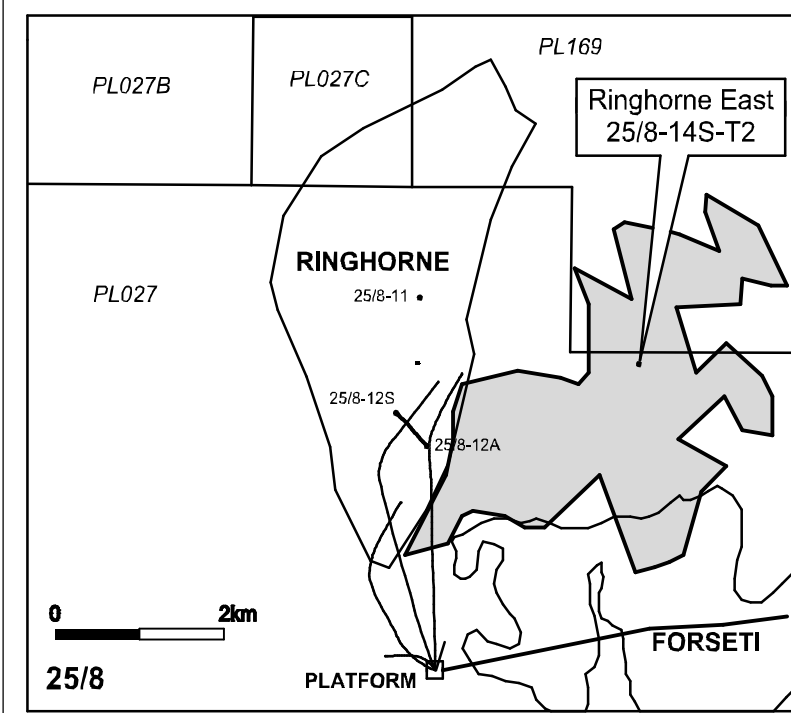 PL169
PL027B
PL027C
Ringhorne East
25/8-14S-T2
RINGHORNE
PL027
25/8-11
25/8-12S
25/8-12A
0 2km
FORSETI
25/8
PLATFORM